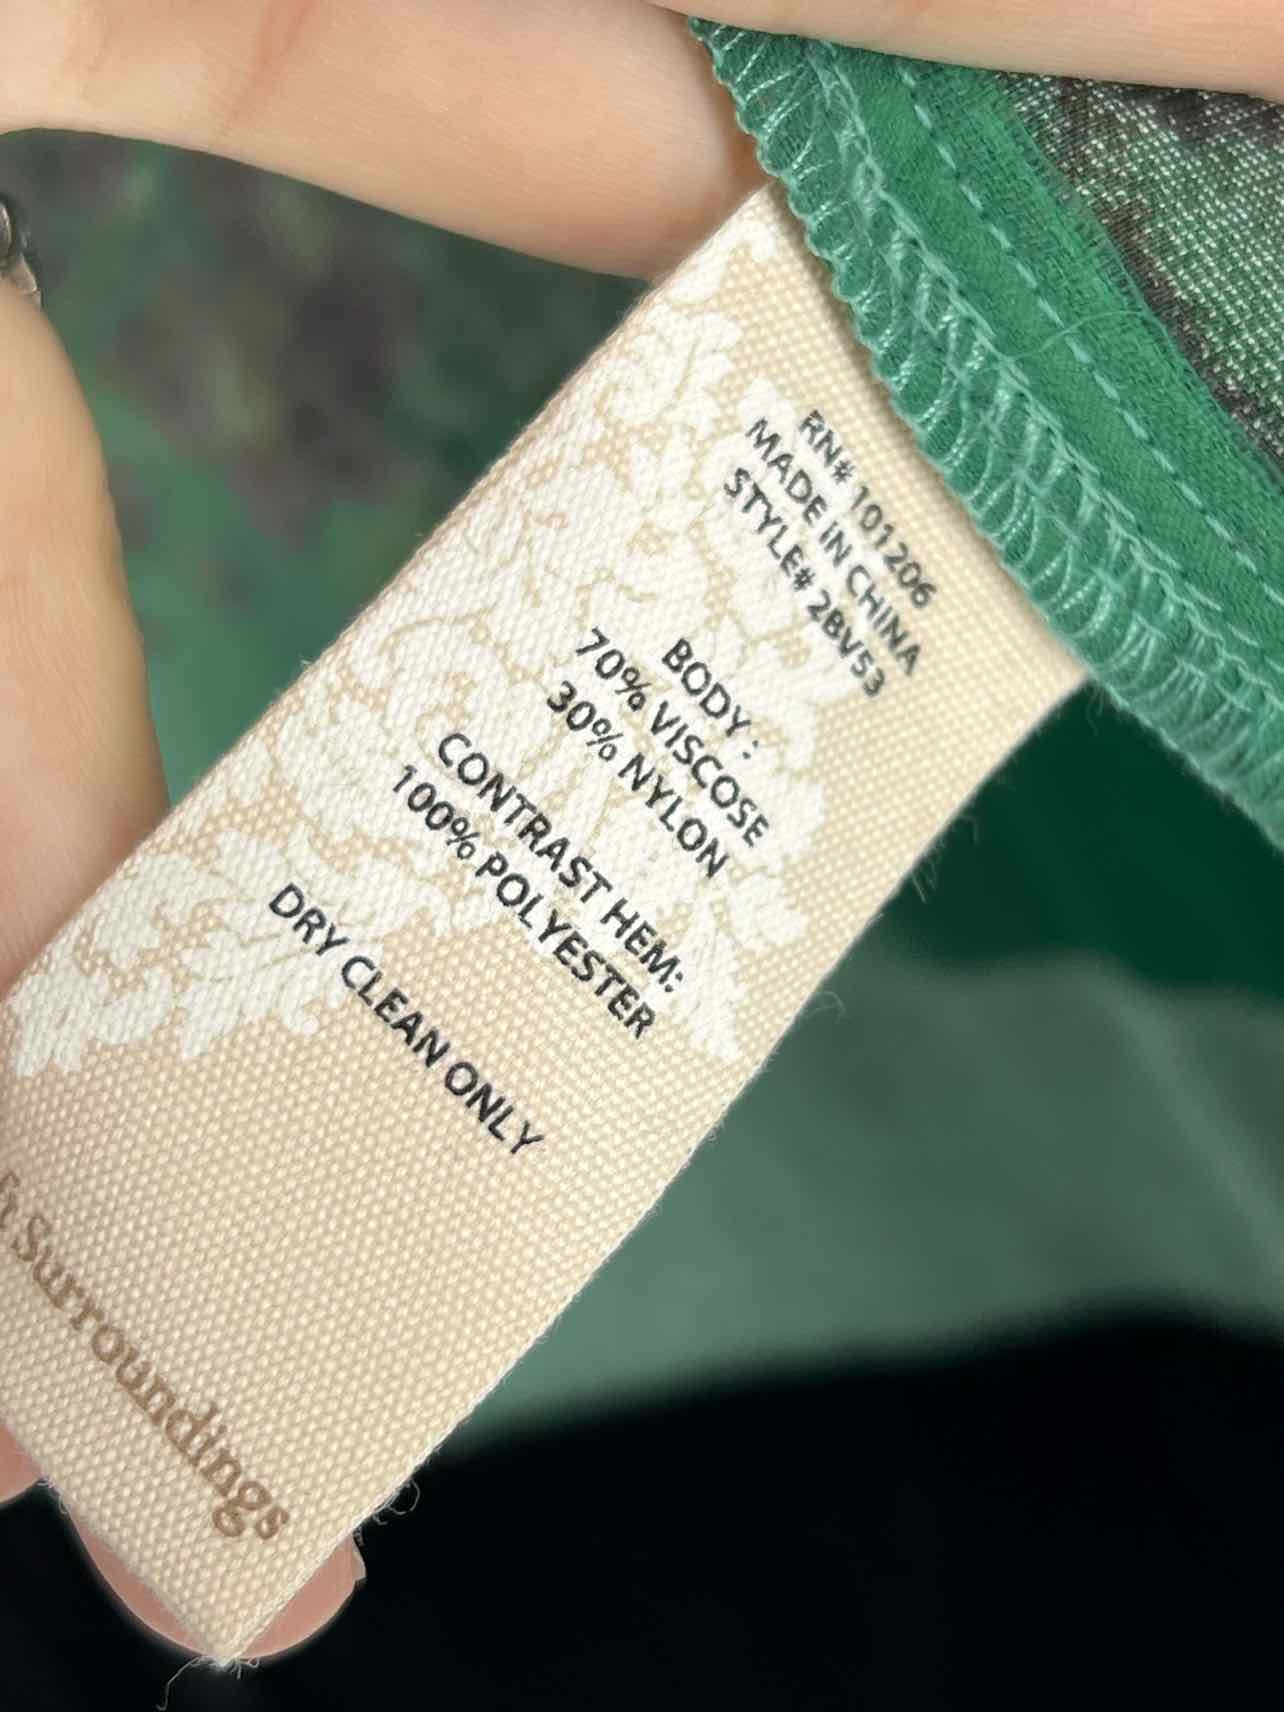 RN# 101206
MADE IN CHINA
STYLE# 2BV53
BODY :
70% VISCOSE
30% NYLON
CONTRAST HEM:
100% POLYESTER
DRY CLEAN ONLY
Surroundings